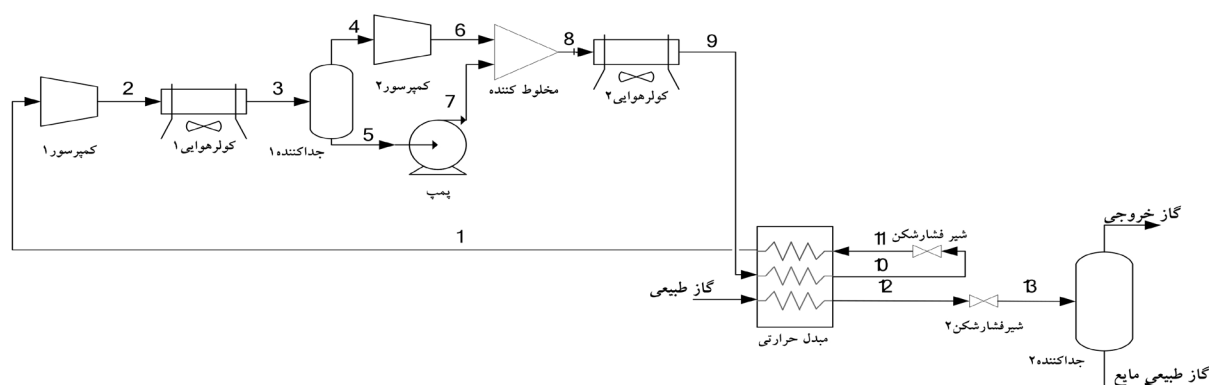 4
6
8
9
2
3
کمپرسور۲
مخلوط کننده
کولرهوایی۲
7
کمپرسور۱
کولرهوایی۱
جداکننده۱
5
پمپ
گاز خروجی
1
11
شیر فشارشکن
10
گاز طبیعی
12
13
شیرفشارشکن۲
مبدل حرارتی
جداکننده۲
گاز طبیعی مایع